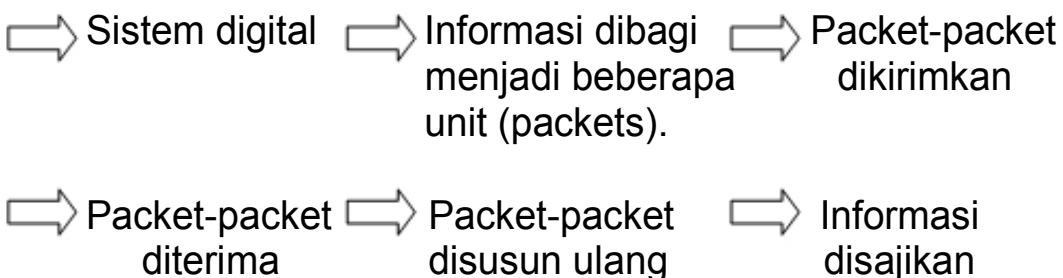 Sistem digital
Informasi dibagi
menjadi beberapa
unit (packets).
Packet-packet
dikirimkan
Packet-packet
diterima
Packet-packet
disusun ulang
Informasi
disajikan